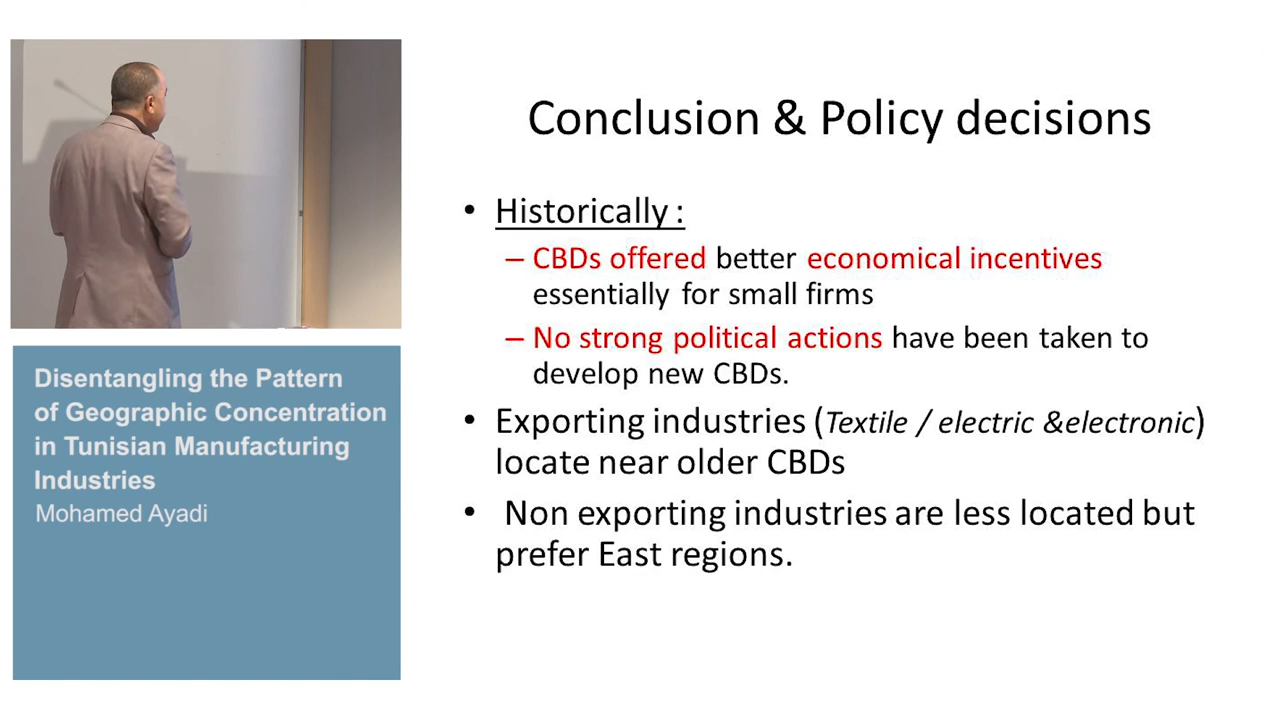 Conclusion & Policy decisions
• Historically :
– CBDs offered better economical incentives
essentially for small firms
– No strong political actions have been taken to
develop new CBDs.
• Exporting industries (Textile / electric &electronic)
locate near older CBDs
• Non exporting industries are less located but
prefer East regions.
Disentangling the Pattern
of Geographic Concentration
in Tunisian Manufacturing
Industries
Mohamed Ayadi